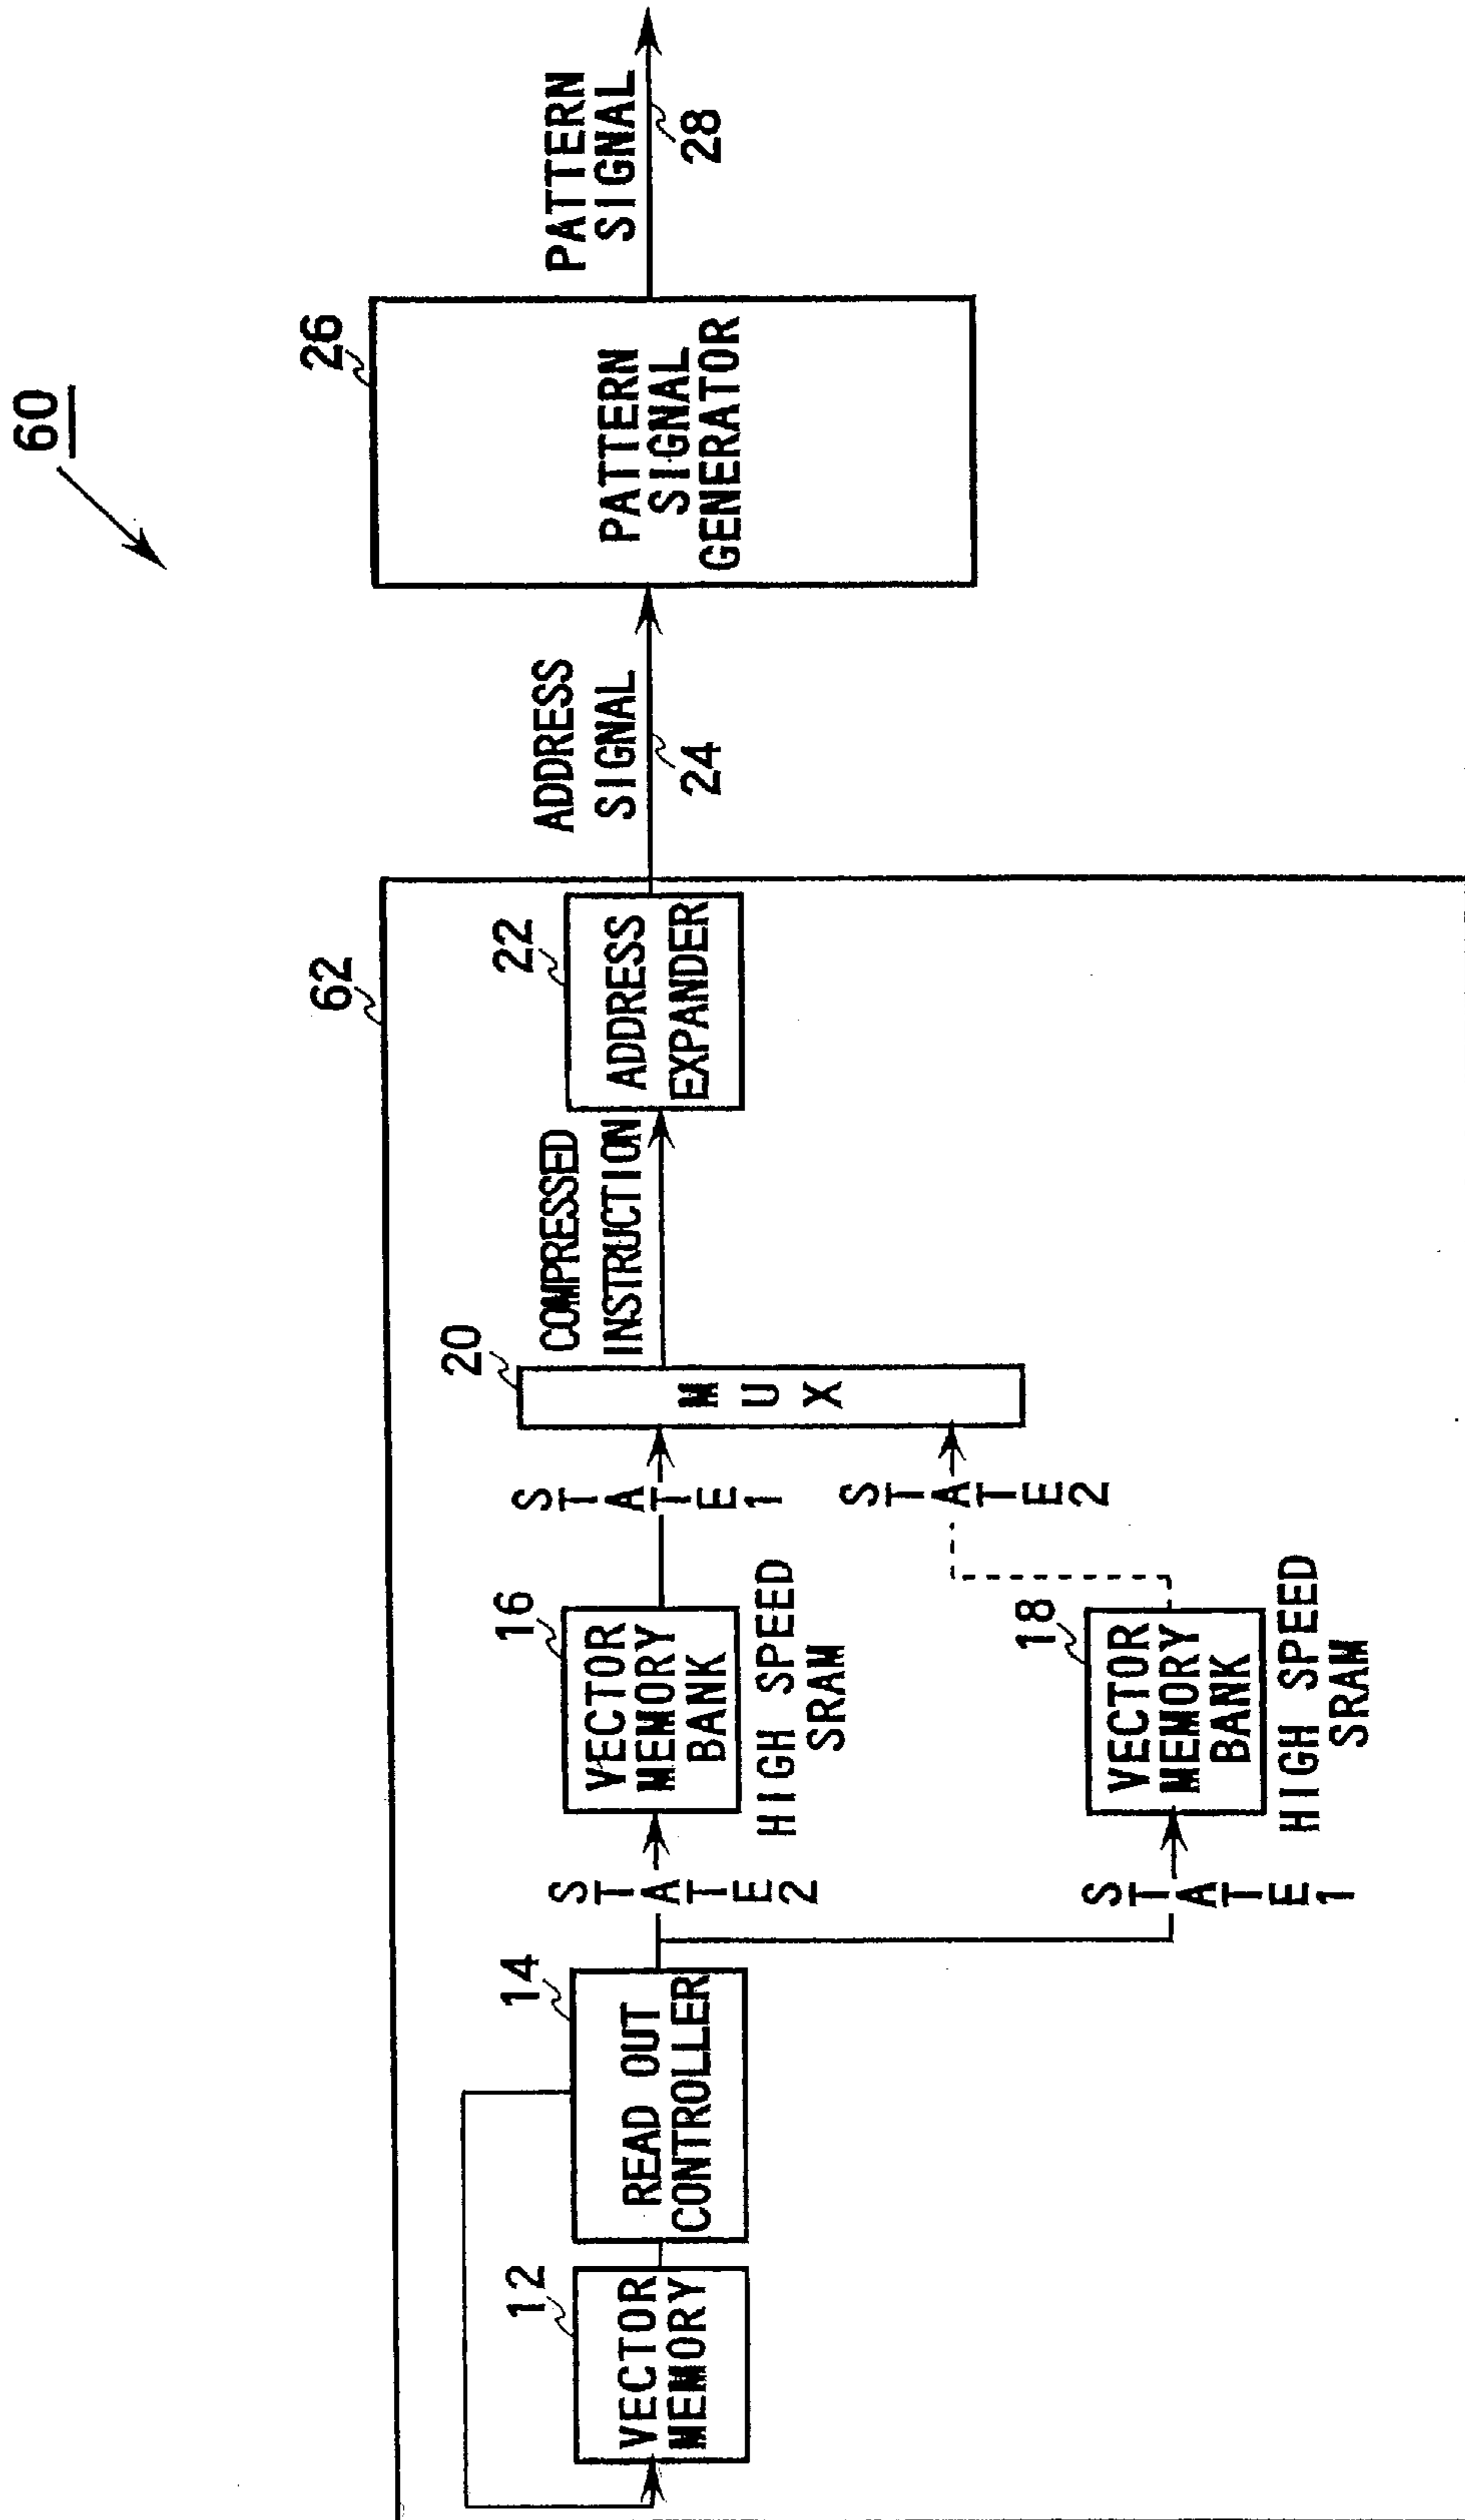 60
62
12
VECTOR
MEMORY
14
READ OUT
CONTROLLER
STATE2
STATE1
16
VECTOR
MEMORY
BANK
HIGH SPEED
SRAM
18
VECTOR
MEMORY
BANK
HIGH SPEED
SRAM
STATE1
STATE2
20
MUX
COMPRESSED
INSTRUCTION
22
ADDRESS
EXPANDER
ADDRESS
SIGNAL
24
26
PATTERN
SIGNAL
GENERATOR
PATTERN
SIGNAL
28